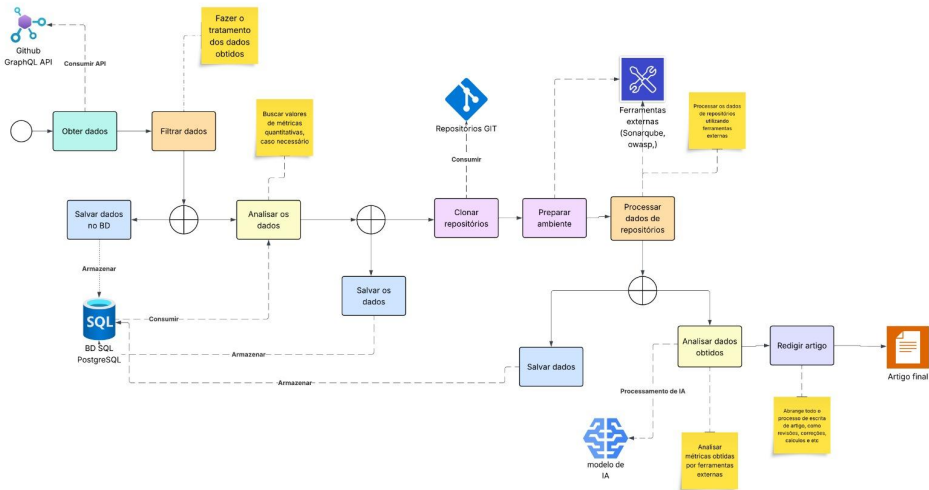 Github
GraphQL API
Consumir API
Fazer o
tratamento
dos dados
obtidos
Obter dados
Filtrar dados
Buscar valores
de métricas
quantitativas,
caso necessário
Repositórios GIT
Consumir
Ferramentas
externas
(Sonarqube,
owasp,)
Processar os dados
de repositórios
utilizando
ferramentas
externas
Salvar dados
no BD
Analisar os
dados
Clonar
repositórios
Preparar
ambiente
Processar
dados de
repositórios
Armazenar
Salvar os
dados
SQL
Consumir
BD SQL
PostgreSQL
Armazenar
Armazenar
Salvar dados
Analisar dados
obtidos
Redigir artigo
Artigo final
Processamento de IA
modelo de
IA
Analisar
métricas obtidas
por ferramentas
externas
Abrange todo o
processo de escrita
de artigo, como
revisões, correções,
calculos e etc